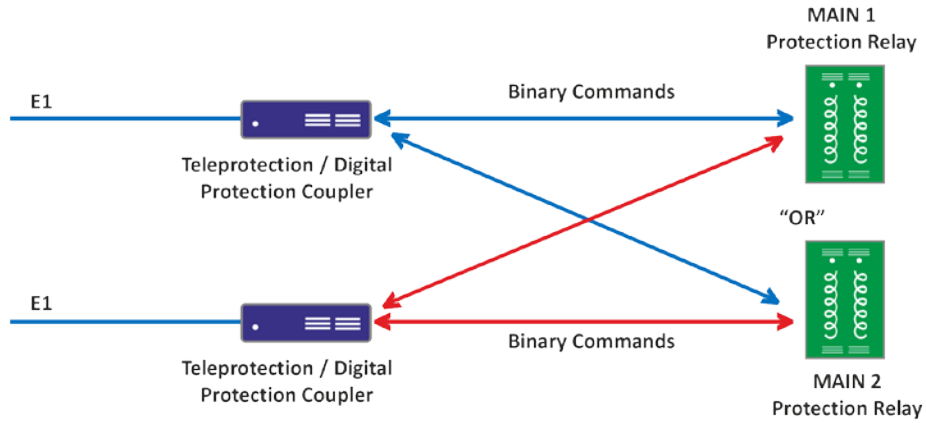 MAIN 1
Protection Relay
E1
Binary Commands
Teleprotection / Digital
Protection Coupler
“OR”
E1
Binary Commands
Teleprotection / Digital
Protection Coupler
MAIN 2
Protection Relay